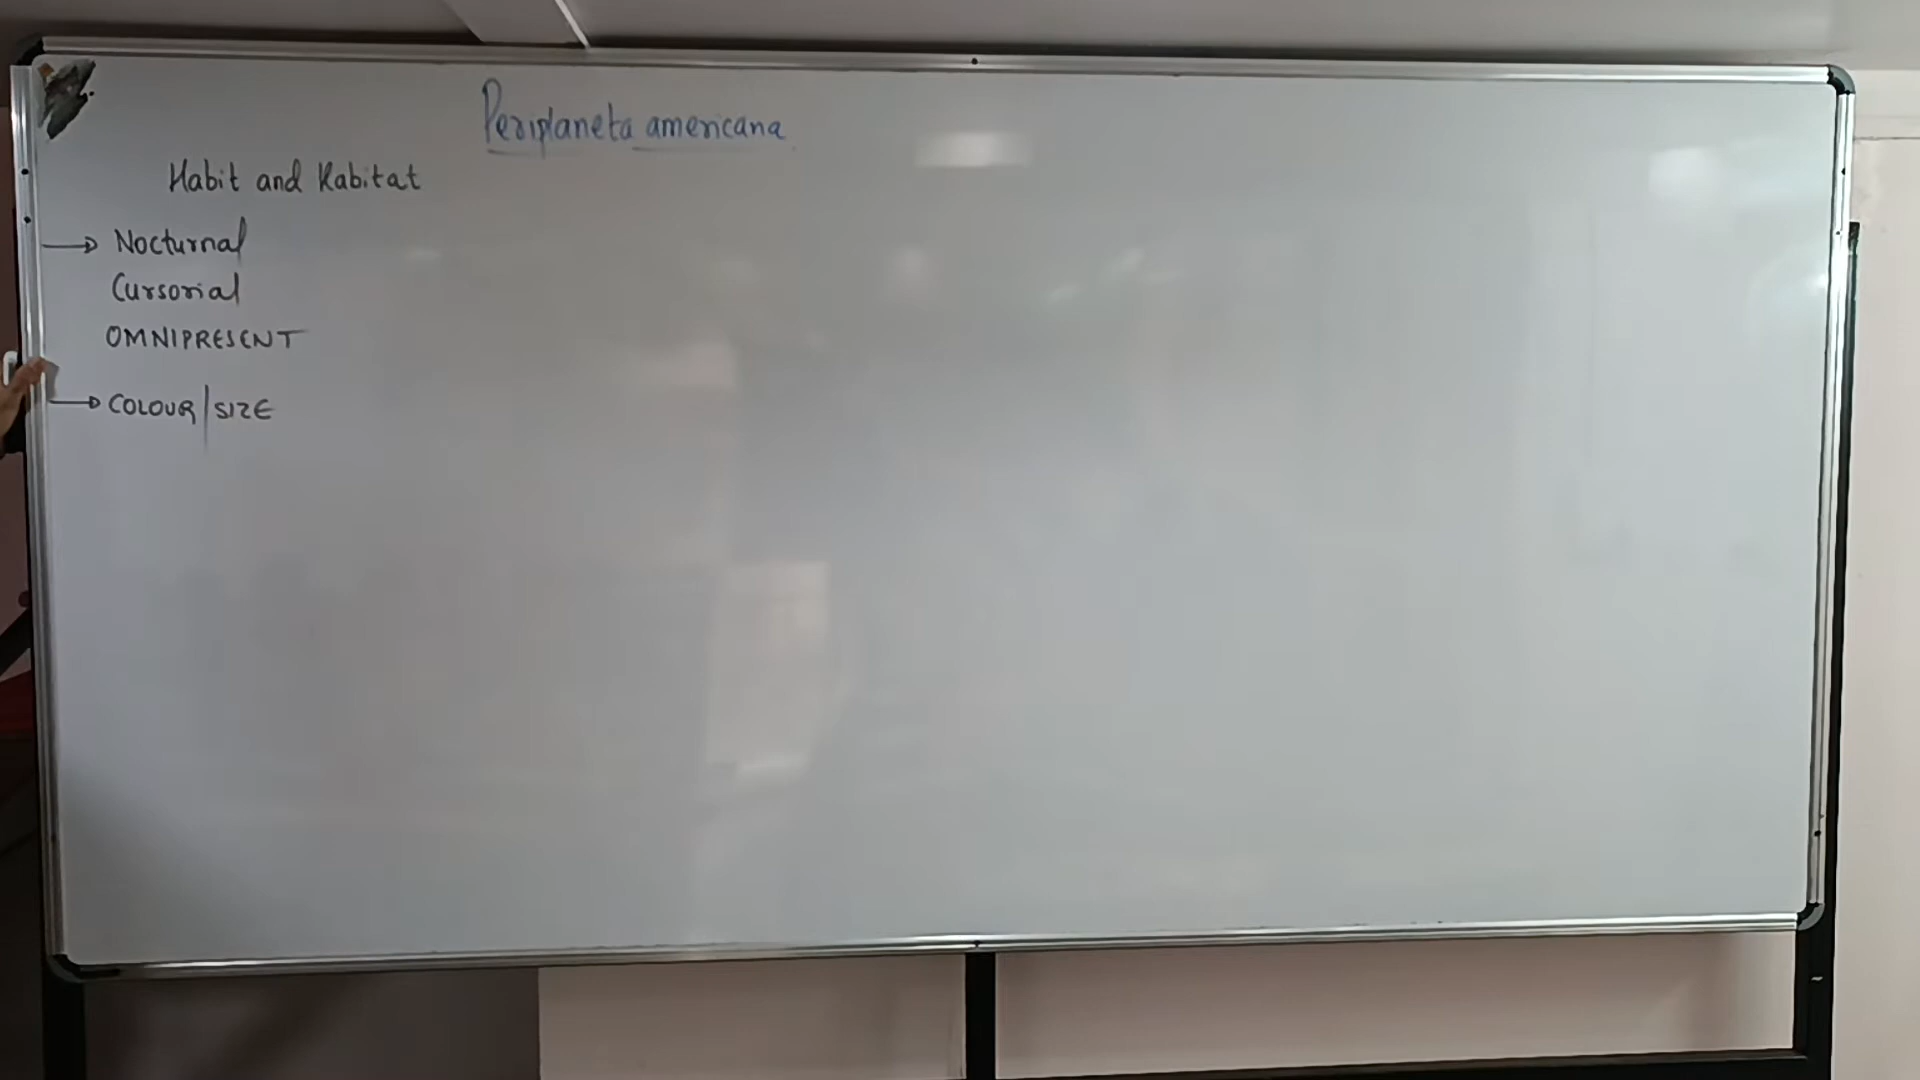 Periplaneta americana
Habit and Habitat
→ Nocturnal
Cursorial
OMNIPRESENT
→ COLOUR/SIZE